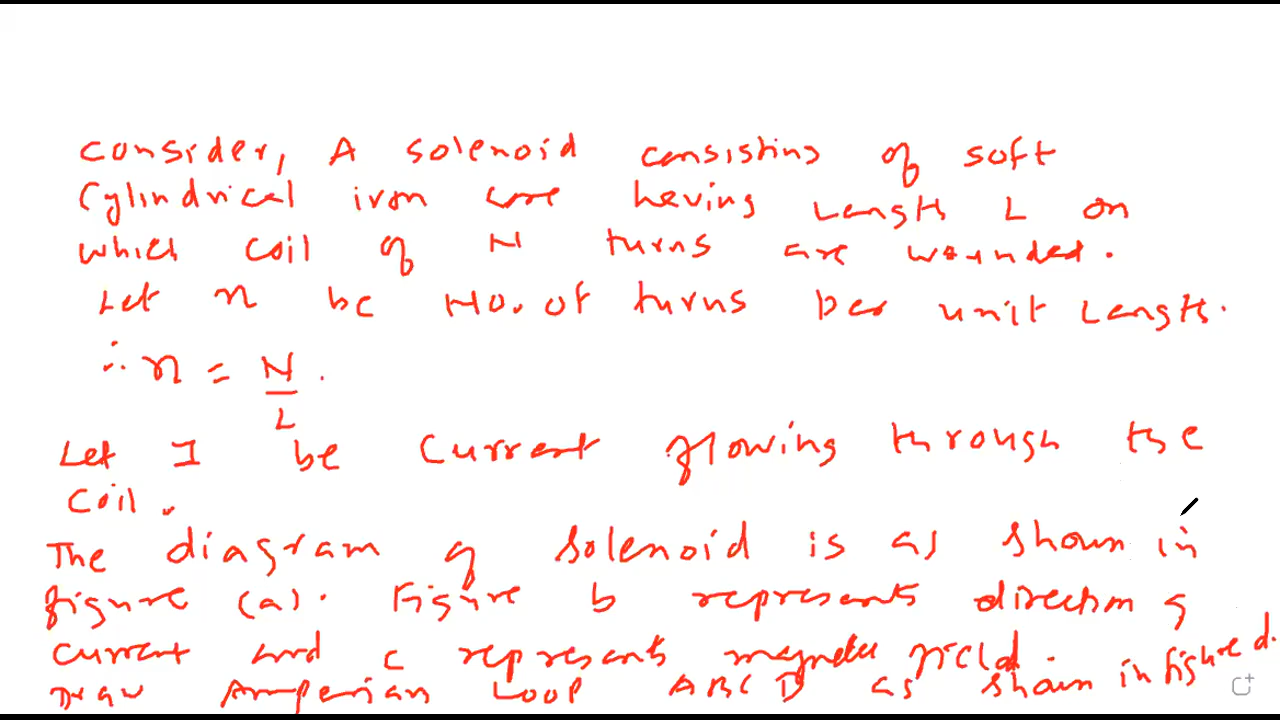 consider, A solenoid consisting of soft
Cylindrical iron core having Length L on
which coil of N turns are wounded.
Let n be No. of turns per unit Length.
∴ n = N/L.
Let I be Current flowing through the
coil.
The diagram of solenoid is as shown in
figure (a). Figure b represents direction of
current and c represents magnetic field.
Draw Amperian Loop ABCD as shown in figure d.